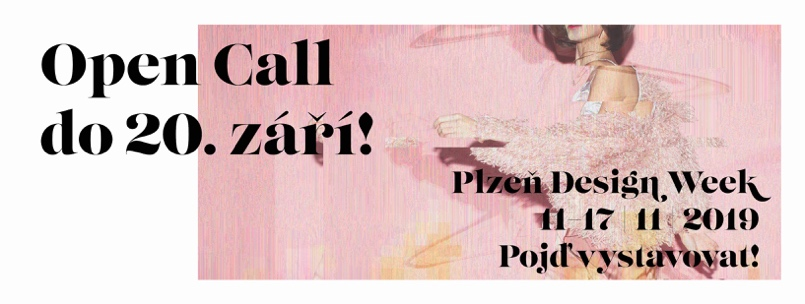 Open Call
do 20. září!
Plzeň Design Week
11–17 | 11 | 2019
Pojď vystavovat!